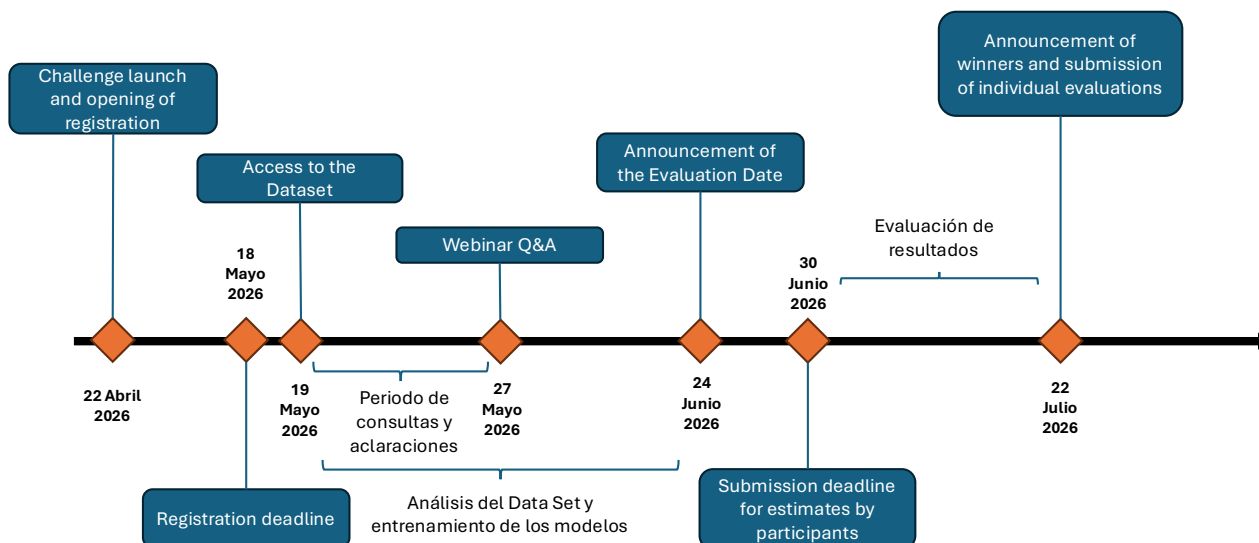 Challenge launch
and opening of
registration
22 Abril
2026
18
Mayo
2026
Registration deadline
Access to the
Dataset
19
Mayo
2026
Periodo de
consultas y
aclaraciones
Webinar Q&A
27
Mayo
2026
Análisis del Data Set y
entrenamiento de los modelos
Announcement of
the Evaluation Date
24
Junio
2026
30
Junio
2026
Submission deadline
for estimates by
participants
Evaluación de
resultados
Announcement of
winners and submission
of individual evaluations
22
Julio
2026